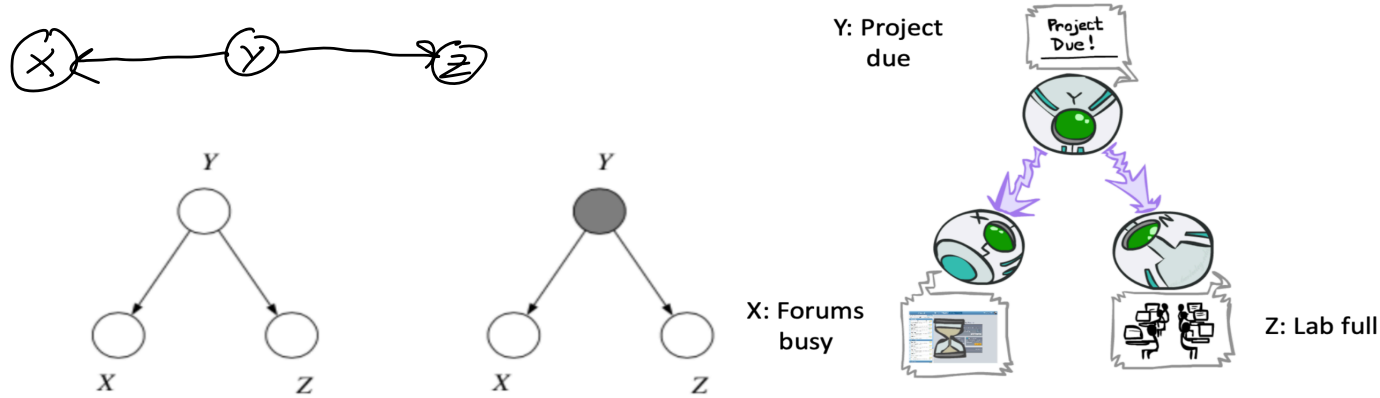 X
Y
Z
Y
X
Z
Y
X
Z
Y: Project
due
Project
Due!
Y
X
Z
X: Forums
busy
Z: Lab full